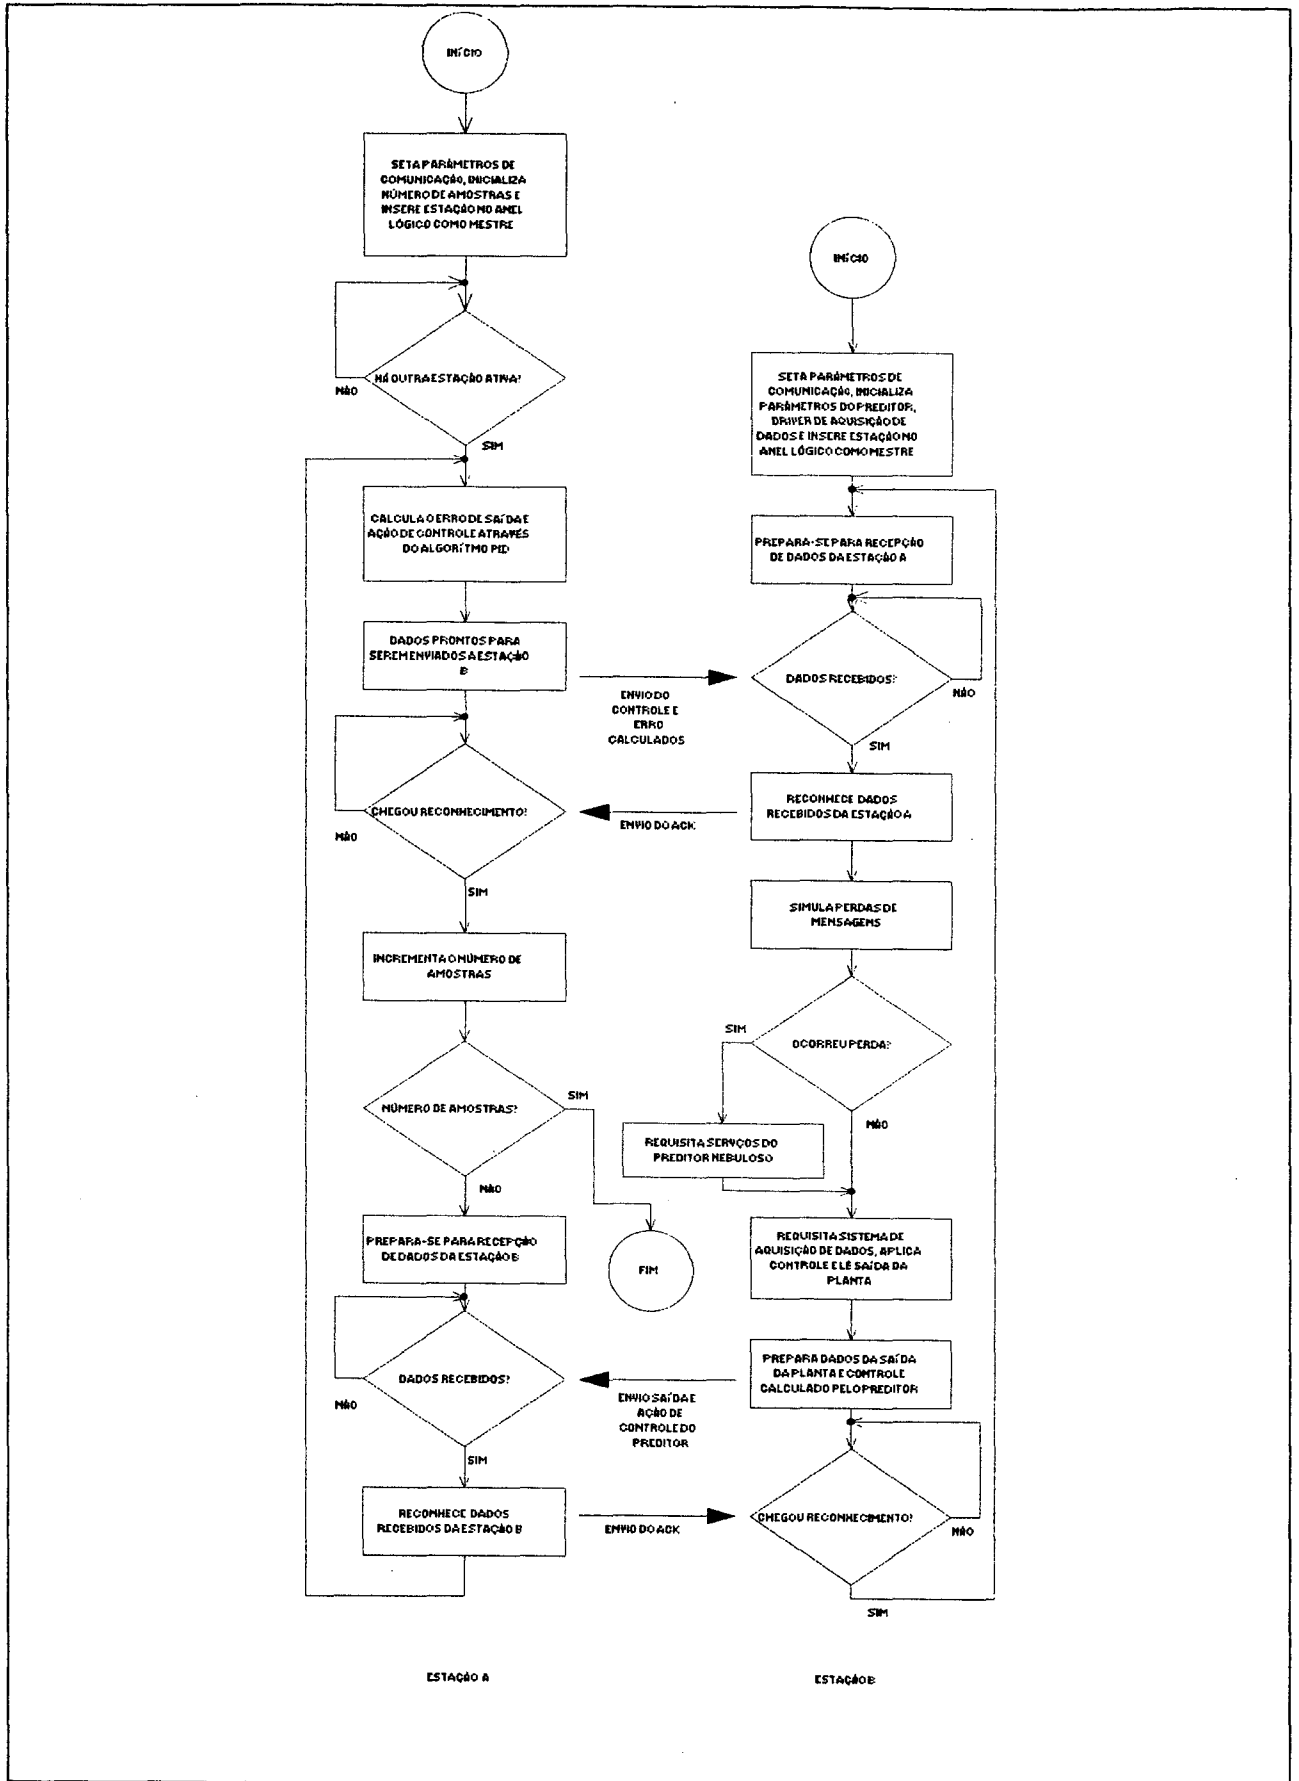 INÍCIO
SETA PARÂMETROS DE
COMUNICAÇÃO, INICIALIZA
NÚMERO DE AMOSTRAS E
INSERE ESTAÇÃO NO ANEL
LÓGICO COMO MESTRE
HÁ OUTRA ESTAÇÃO ATIVA?
NÃO
SIM
CALCULA O ERRO DE SAÍDA E
AÇÃO DE CONTROLE ATRAVÉS
DO ALGORÍTMO PID
DADOS PRONTOS PARA
SEREM ENVIADOS A ESTAÇÃO
B
ENVIO DO
CONTROLE E
ERRO
CALCULADOS
CHEGOU RECONHECIMENTO?
NÃO
ENVIO DO ACK
SIM
INCREMENTA O NÚMERO DE
AMOSTRAS
NÚMERO DE AMOSTRAS?
SIM
NÃO
FIM
PREPARA-SE PARA RECEPÇÃO
DE DADOS DA ESTAÇÃO B
DADOS RECEBIDOS?
NÃO
ENVIO SAÍDA E
AÇÃO DE
CONTROLE DO
PREDITOR
SIM
RECONHECE DADOS
RECEBIDOS DA ESTAÇÃO B
ENVIO DO ACK
ESTAÇÃO A
INÍCIO
SETA PARÂMETROS DE
COMUNICAÇÃO, INICIALIZA
PARÂMETROS DO PREDITOR,
DRIVER DE AQUISIÇÃO DE
DADOS E INSERE ESTAÇÃO NO
ANEL LÓGICO COMO MESTRE
PREPARA-SE PARA RECEPÇÃO
DE DADOS DA ESTAÇÃO A
DADOS RECEBIDOS?
NÃO
SIM
RECONHECE DADOS
RECEBIDOS DA ESTAÇÃO A
SIMULA PERDAS DE
MENSAGENS
SIM
OCORREU PERDA?
NÃO
REQUISITA SERVÇOS DO
PREDITOR NEBULOSO
REQUISITA SISTEMA DE
AQUISIÇÃO DE DADOS, APLICA
CONTROLE E LÊ SAÍDA DA
PLANTA
PREPARA DADOS DA SAÍDA
DA PLANTA E CONTROLE
CALCULADO PELO PREDITOR
CHEGOU RECONHECIMENTO?
NÃO
SIM
ESTAÇÃO B